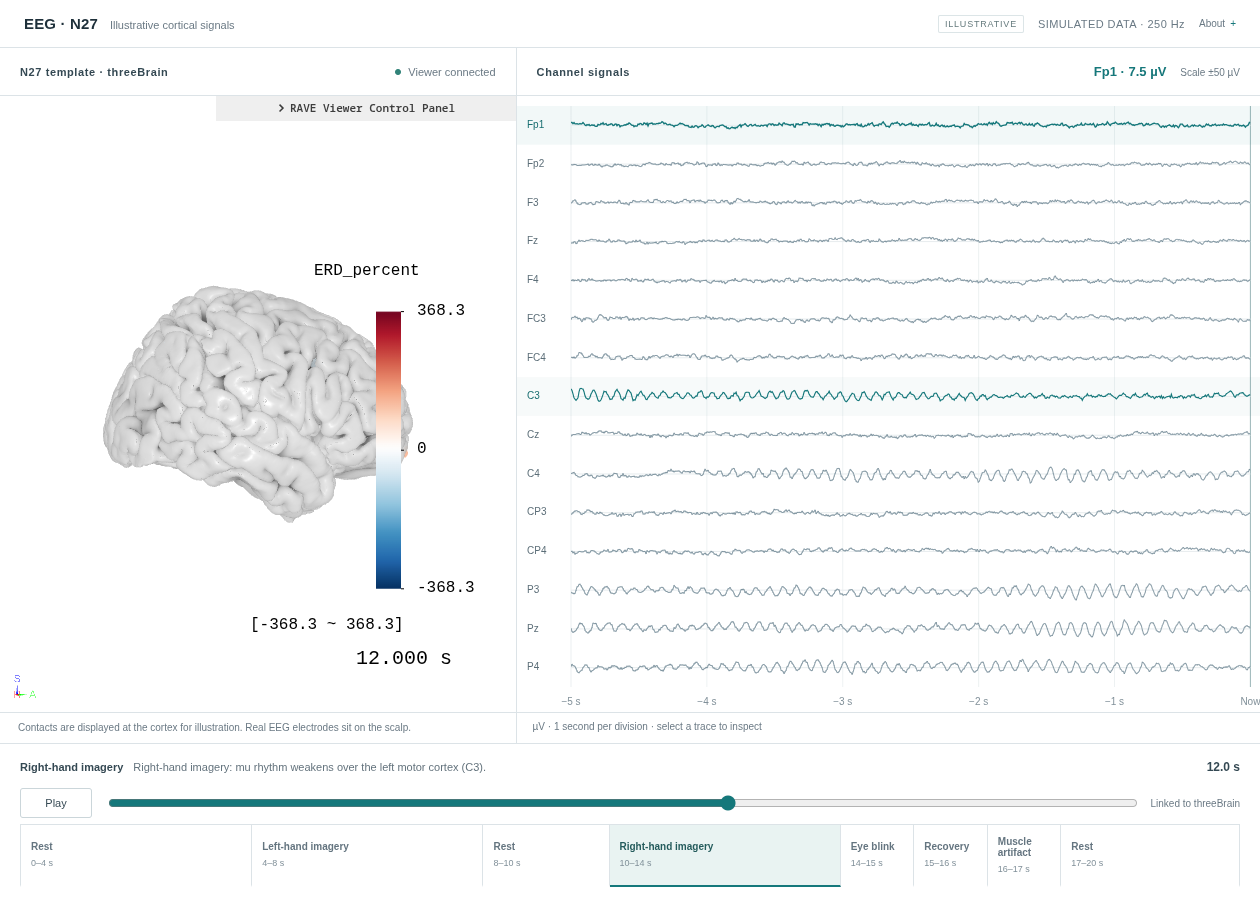 EEG · N27 Illustrative cortical signals ILLUSTRATIVE SIMULATED DATA · 250 Hz About +
N27 template · threeBrain Viewer connected
RAVE Viewer Control Panel
ERD_percent
368.3
0
-368.3
[-368.3 ~ 368.3]
12.000 s
S
R A
Contacts are displayed at the cortex for illustration. Real EEG electrodes sit on the scalp.
Channel signals Fp1 · 7.5 µV Scale ±50 µV
Fp1
Fp2
F3
Fz
F4
FC3
FC4
C3
Cz
C4
CP3
CP4
P3
Pz
P4
−5 s −4 s −3 s −2 s −1 s Now
µV · 1 second per division · select a trace to inspect
Right-hand imagery Right-hand imagery: mu rhythm weakens over the left motor cortex (C3). 12.0 s
Play Linked to threeBrain
Rest
0–4 s
Left-hand imagery
4–8 s
Rest
8–10 s
Right-hand imagery
10–14 s
Eye blink
14–15 s
Recovery
15–16 s
Muscle
artifact
16–17 s
Rest
17–20 s